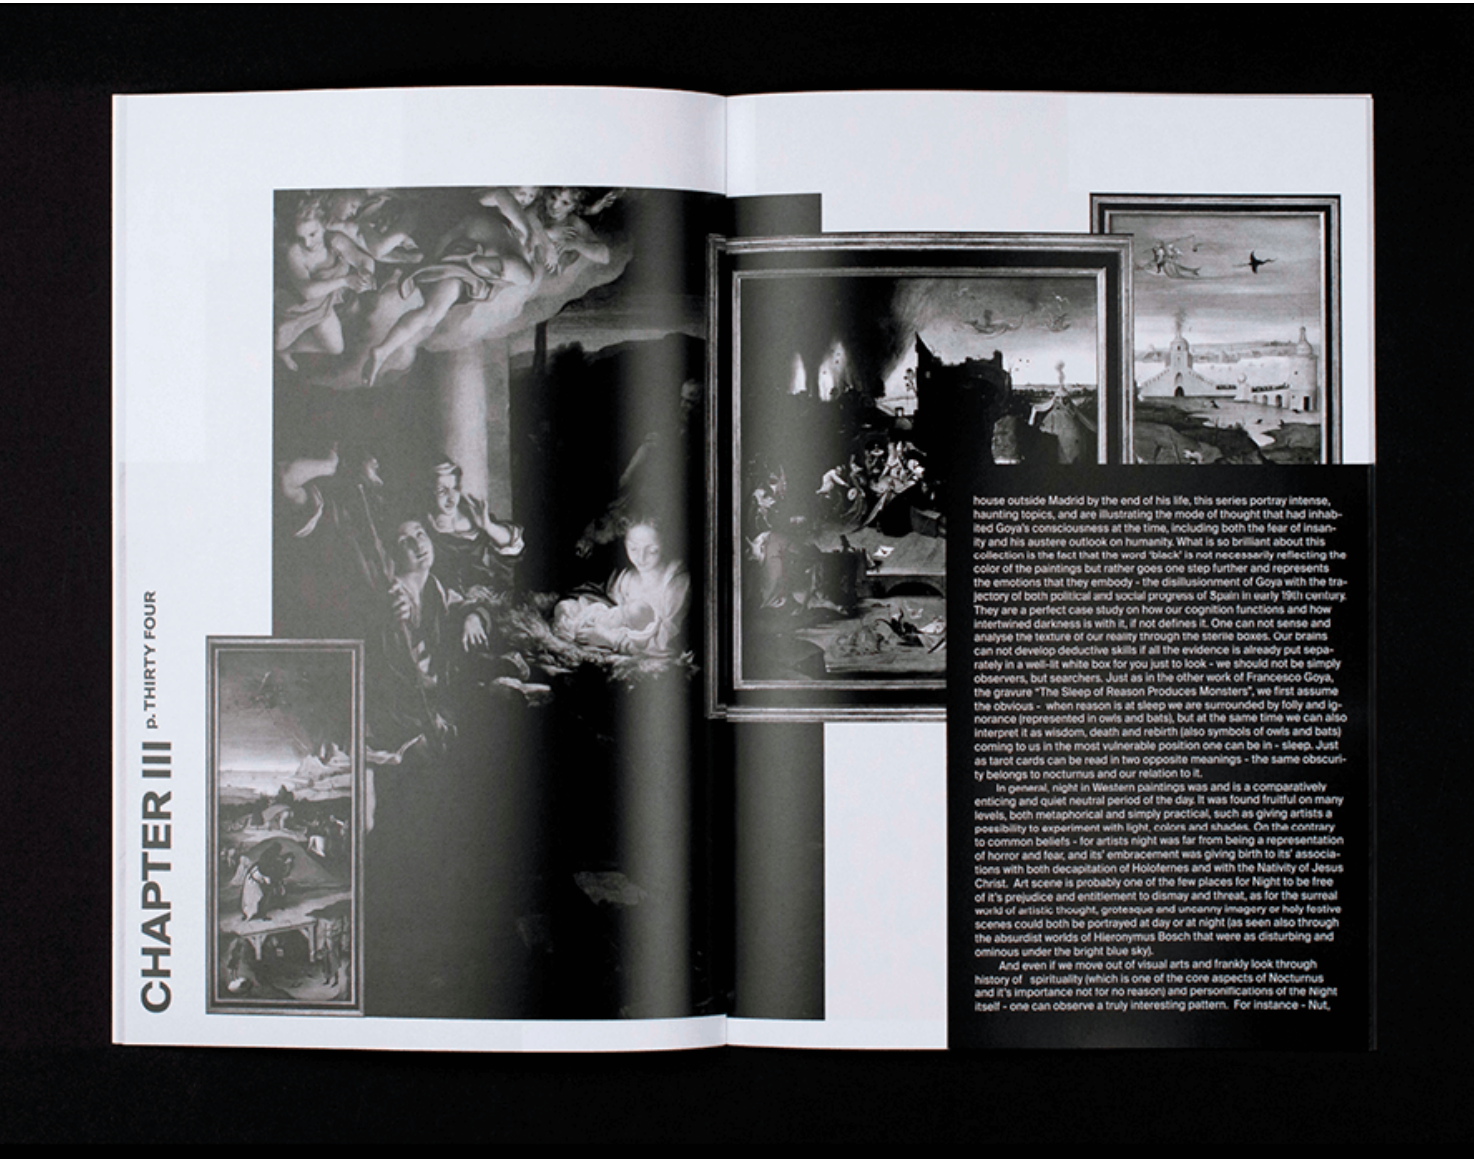 CHAPTER III p. THIRTY FOUR
house outside Madrid by the end of his life, this series portray intense,
haunting topics, and are illustrating the mode of thought that had inhab-
ited Goya's consciousness at the time, including both the fear of insan-
ity and his austere outlook on humanity. What is so brilliant about this
collection is the fact that the word 'black' is not necessarily reflecting the
color of the paintings but rather goes one step further and represents
the emotions that they embody - the disillusionment of Goya with the tra-
jectory of both political and social progress of Spain in early 19th century.
They are a perfect case study on how our cognition functions and how
intertwined darkness is with it, if not defines it. One can not sense and
analyse the texture of our reality through the sterile boxes. Our brains
can not develop deductive skills if all the evidence is already put sepa-
rately in a well-lit white box for you just to look - we should not be simply
observers, but searchers. Just as in the other work of Francesco Goya,
the gravure "The Sleep of Reason Produces Monsters", we first assume
the obvious - when reason is at sleep we are surrounded by folly and ig-
norance (represented in owls and bats), but at the same time we can also
interpret it as wisdom, death and rebirth (also symbols of owls and bats)
coming to us in the most vulnerable position one can be in - sleep. Just
as tarot cards can be read in two opposite meanings - the same obscuri-
ty belongs to nocturnus and our relation to it.
In general, night in Western paintings was and is a comparatively
enticing and quiet neutral period of the day. It was found fruitful on many
levels, both metaphorical and simply practical, such as giving artists a
possibility to experiment with light, colors and shades. On the contrary
to common beliefs - for artists night was far from being a representation
of horror and fear, and its' embracement was giving birth to its' associa-
tions with both decapitation of Holofernes and with the Nativity of Jesus
Christ. Art scene is probably one of the few places for Night to be free
of it's prejudice and entitlement to dismay and threat, as for the surreal
world of artistic thought, grotesque and uncanny imagery or holy festive
scenes could both be portrayed at day or at night (as seen also through
the absurdist worlds of Hieronymus Bosch that were as disturbing and
ominous under the bright blue sky).
And even if we move out of visual arts and frankly look through
history of spirituality (which is one of the core aspects of Nocturnus
and it's importance not for no reason) and personifications of the Night
itself - one can observe a truly interesting pattern. For instance - Nut,